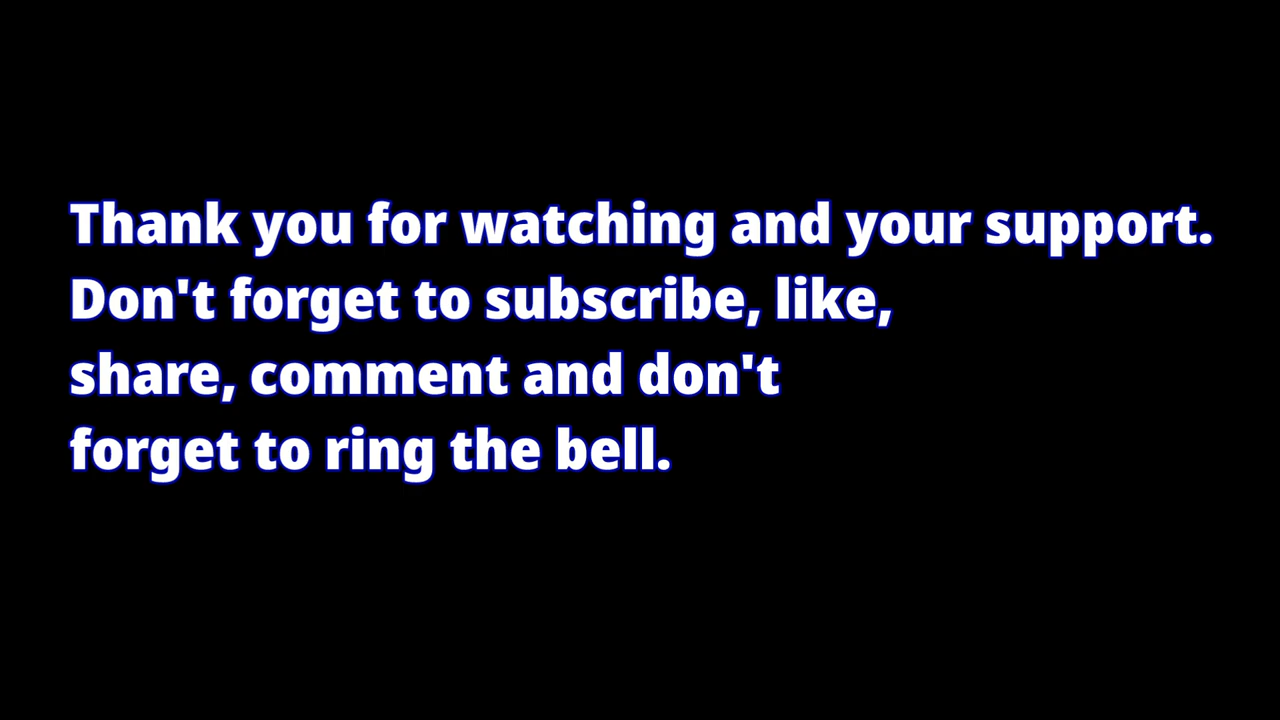 Thank you for watching and your support.
Don't forget to subscribe, like,
share, comment and don't
forget to ring the bell.